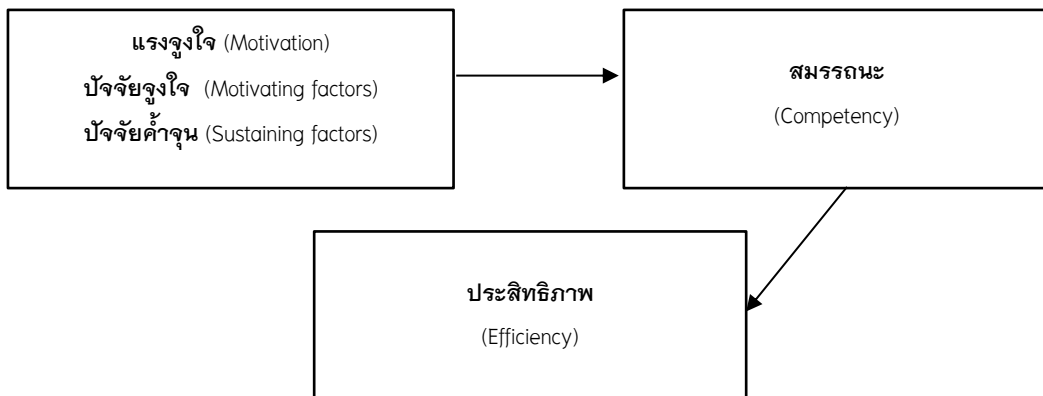 แรงจูงใจ (Motivation)
ปัจจัยจูงใจ (Motivating factors)
ปัจจัยค้ำจุน (Sustaining factors)
สมรรถนะ
(Competency)
ประสิทธิภาพ
(Efficiency)